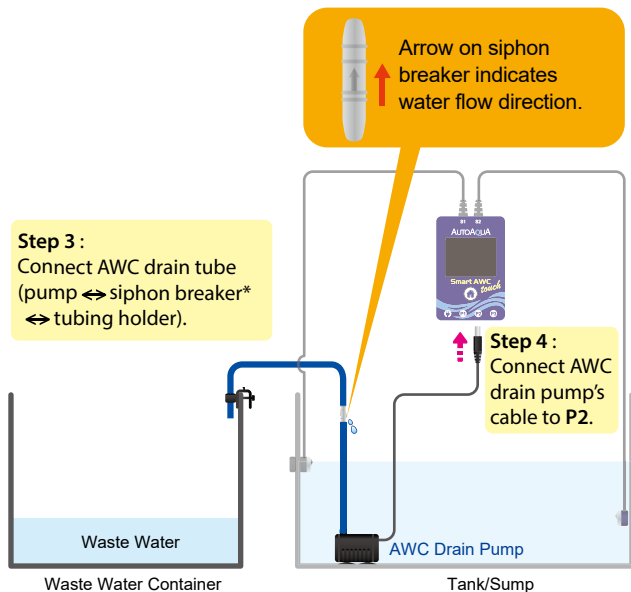 Arrow on siphon
breaker indicates
water flow direction.
S1 S2
AUTOAQUA
Smart AWC
touch
Step 3 :
Connect AWC drain tube
(pump ⇔ siphon breaker*
⇔ tubing holder).
Step 4 :
Connect AWC
drain pump's
cable to P2.
Waste Water
AWC Drain Pump
Waste Water Container
Tank/Sump